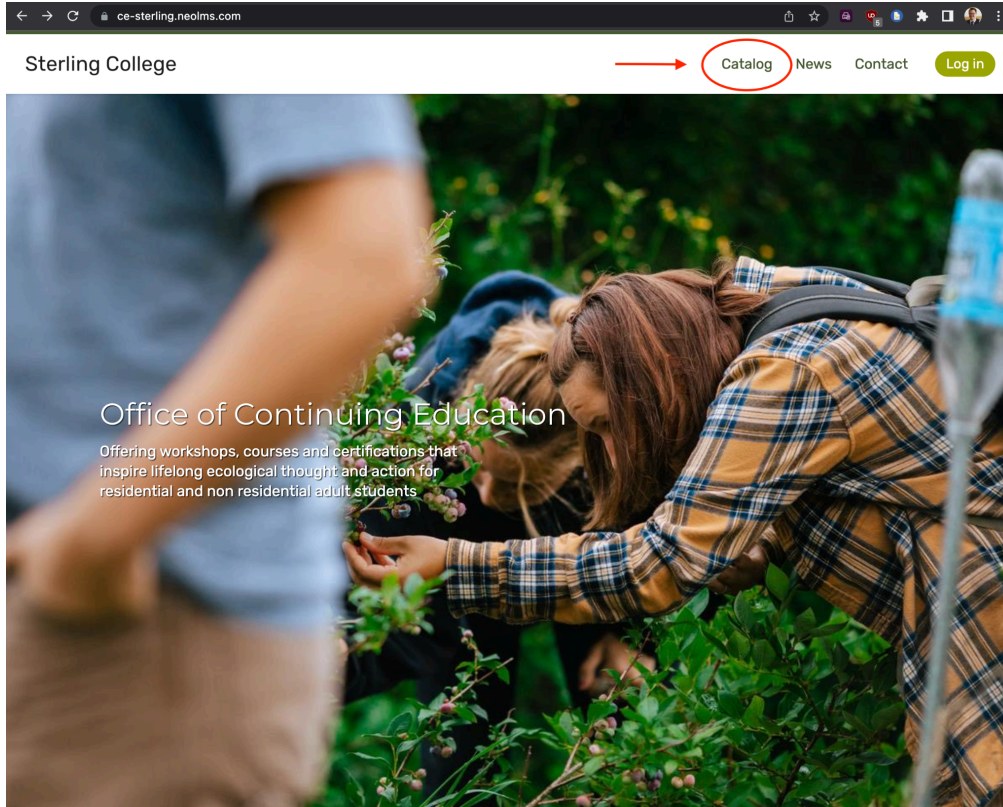 ce-sterling.neolms.com
5
Sterling College
Catalog News Contact Log in
Office of Continuing Education
Offering workshops, courses and certifications that
inspire lifelong ecological thought and action for
residential and non residential adult students